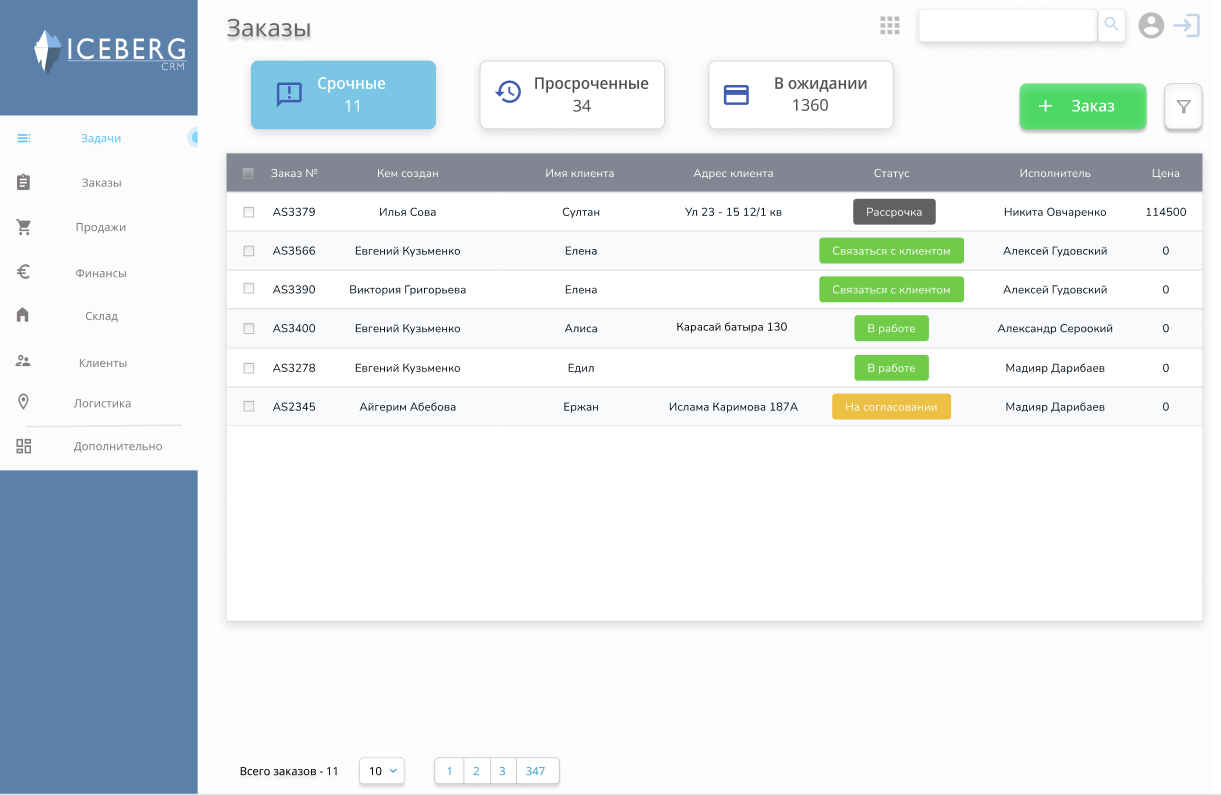 ICEBERG
CRM
Задачи
Заказы
Продажи
Финансы
Склад
Клиенты
Логистика
Дополнительно
Заказы
Срочные
11
Просроченные
34
В ожидании
1360
+ Заказ
Заказ № Кем создан Имя клиента Адрес клиента Статус Исполнитель Цена
AS3379 Илья Сова Султан Ул 23 - 15 12/1 кв Рассрочка Никита Овчаренко 114500
AS3566 Евгений Кузьменко Елена Связаться с клиентом Алексей Гудовский 0
AS3390 Виктория Григорьева Елена Связаться с клиентом Алексей Гудовский 0
AS3400 Евгений Кузьменко Алиса Карасай батыра 130 В работе Александр Сероокий 0
AS3278 Евгений Кузьменко Едил В работе Мадияр Дарибаев 0
AS2345 Айгерим Абебова Ержан Ислама Каримова 187А На согласовании Мадияр Дарибаев 0
Всего заказов - 11 10 1 2 3 347